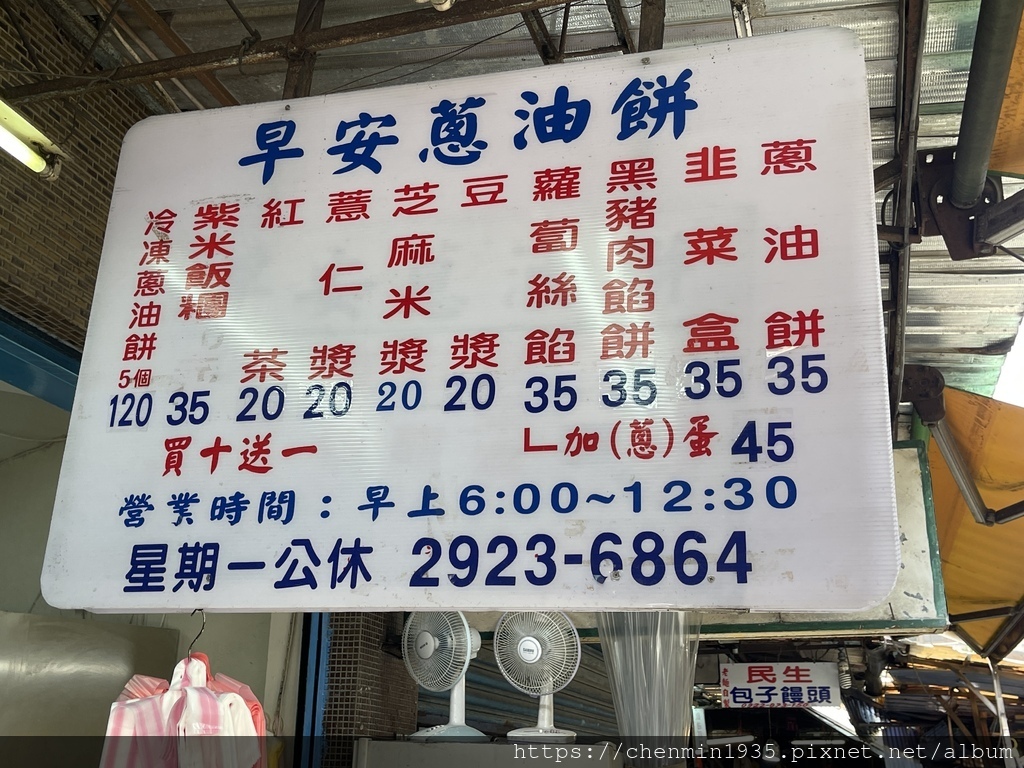 早安蔥油餅
蔥油餅 35
韭菜盒 35
黑豬肉餡餅 35
蘿蔔絲餡 35
豆漿 20
芝麻米漿 20
薏仁漿 20
紅茶 20
紫米飯糰 35
冷凍蔥油餅5個 120
加(蔥)蛋 45
買十送一
營業時間：早上6:00~12:30
星期一公休 2923-6864
民生
包子饅頭
https://chenmin1935.pixnet.net/album